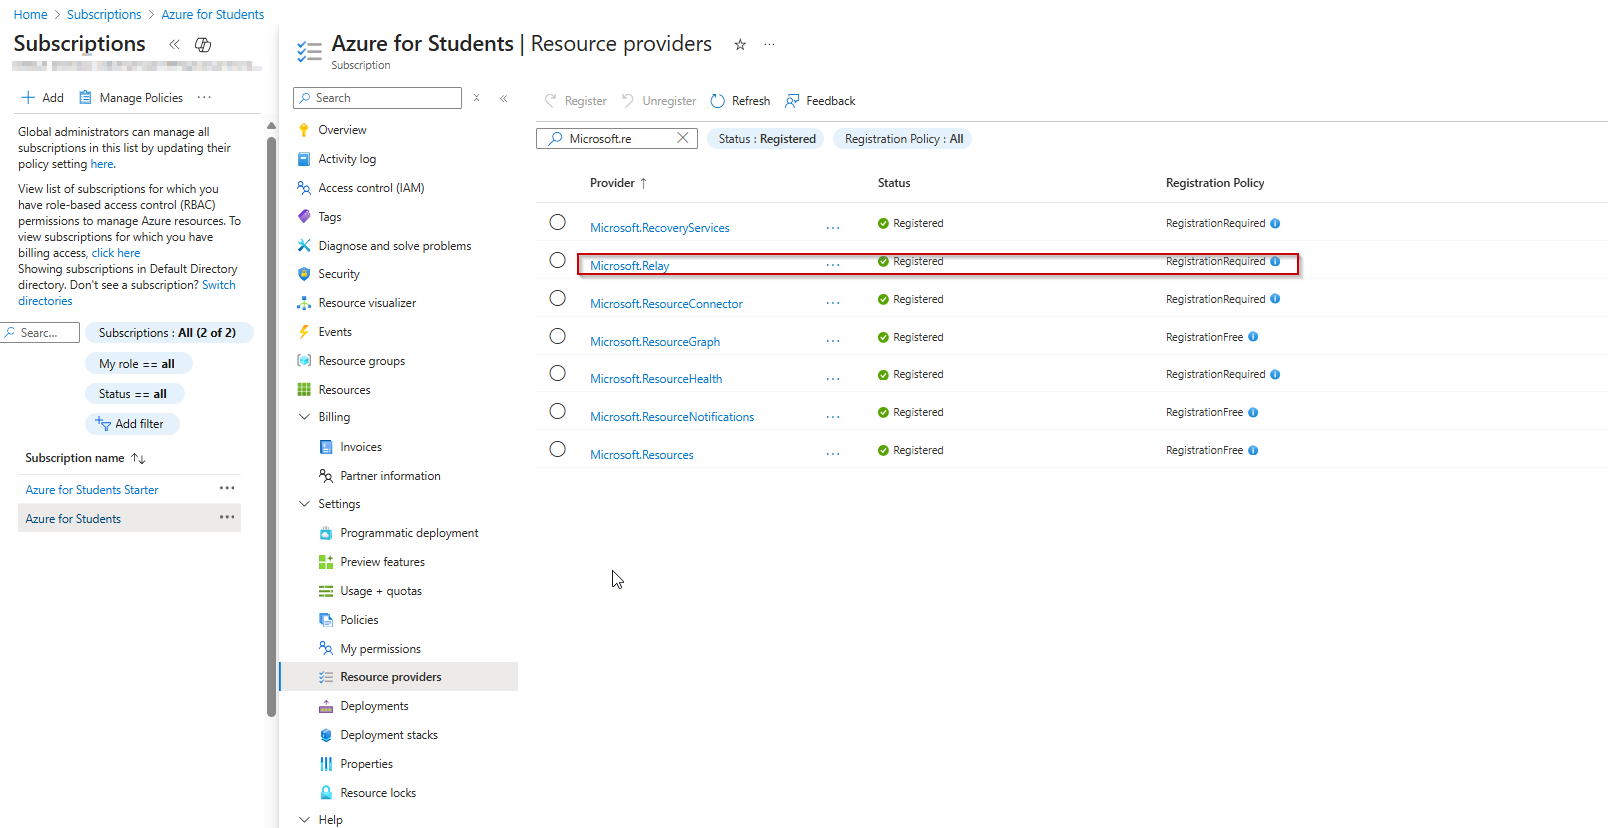 Home > Subscriptions > Azure for Students
Subscriptions
Azure for Students | Resource providers
Subscription
Add Manage Policies
Global administrators can manage all
subscriptions in this list by updating their
policy setting here.
View list of subscriptions for which you
have role-based access control (RBAC)
permissions to manage Azure resources. To
view subscriptions for which you have
billing access, click here
Showing subscriptions in Default Directory
directory. Don't see a subscription? Switch
directories
Searc...
Subscriptions : All (2 of 2)
My role == all
Status == all
Add filter
Subscription name
Azure for Students Starter
Azure for Students
Search
Overview
Activity log
Access control (IAM)
Tags
Diagnose and solve problems
Security
Resource visualizer
Events
Resource groups
Resources
Billing
Invoices
Partner information
Settings
Programmatic deployment
Preview features
Usage + quotas
Policies
My permissions
Resource providers
Deployments
Deployment stacks
Properties
Resource locks
Help
Register Unregister Refresh Feedback
Microsoft.re Status : Registered Registration Policy : All
Provider ↑ Status Registration Policy
Microsoft.RecoveryServices ... Registered RegistrationRequired
Microsoft.Relay ... Registered RegistrationRequired
Microsoft.ResourceConnector ... Registered RegistrationRequired
Microsoft.ResourceGraph ... Registered RegistrationFree
Microsoft.ResourceHealth ... Registered RegistrationRequired
Microsoft.ResourceNotifications ... Registered RegistrationFree
Microsoft.Resources ... Registered RegistrationFree